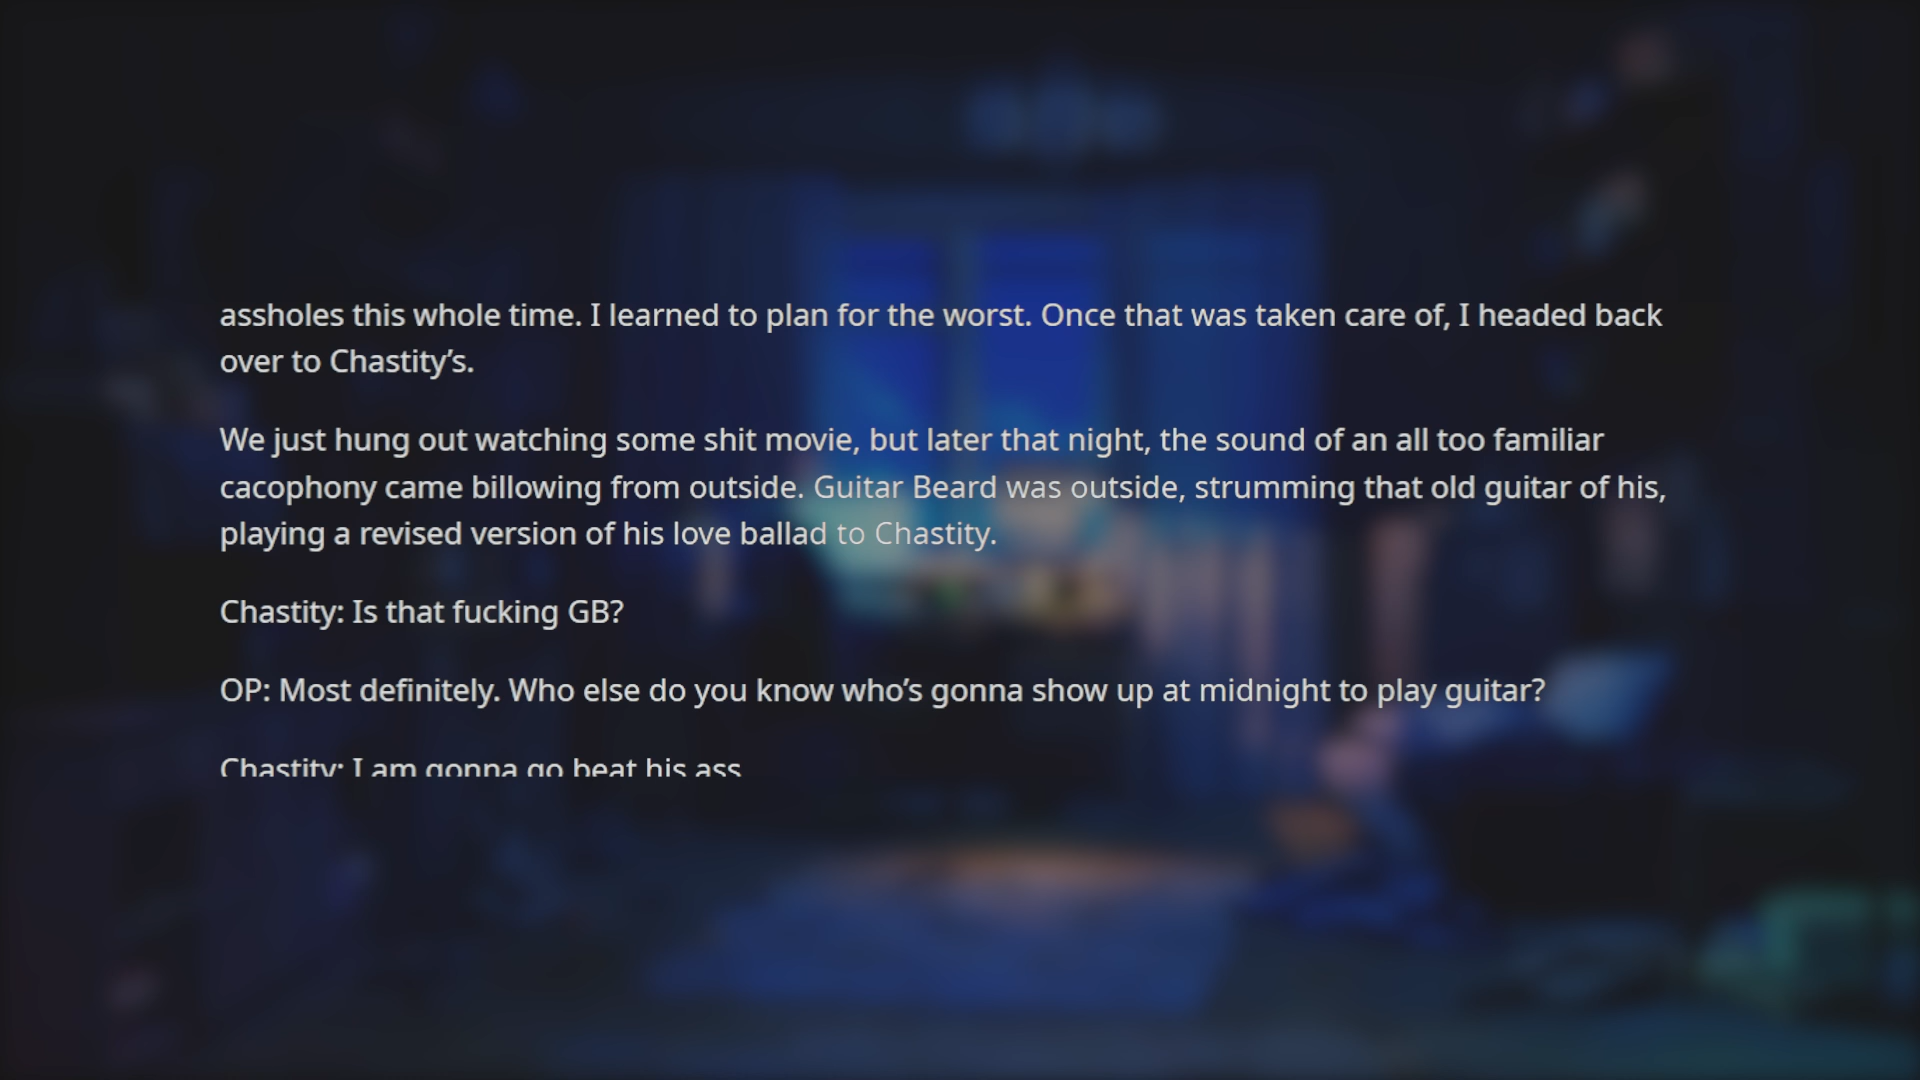 assholes this whole time. I learned to plan for the worst. Once that was taken care of, I headed back
over to Chastity’s.
We just hung out watching some shit movie, but later that night, the sound of an all too familiar
cacophony came billowing from outside. Guitar Beard was outside, strumming that old guitar of his,
playing a revised version of his love ballad to Chastity.
Chastity: Is that fucking GB?
OP: Most definitely. Who else do you know who’s gonna show up at midnight to play guitar?
Chastity: I am gonna go beat his ass